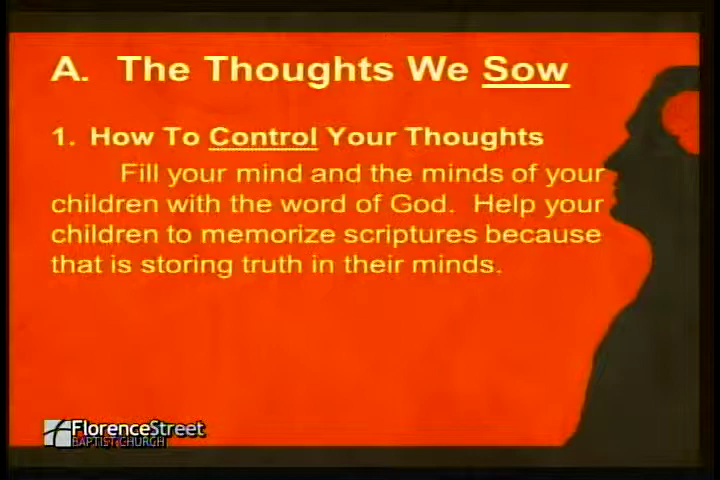 A. The Thoughts We Sow
1. How To Control Your Thoughts
Fill your mind and the minds of your
children with the word of God. Help your
children to memorize scriptures because
that is storing truth in their minds.
FlorenceStreet
BAPTIST CHURCH